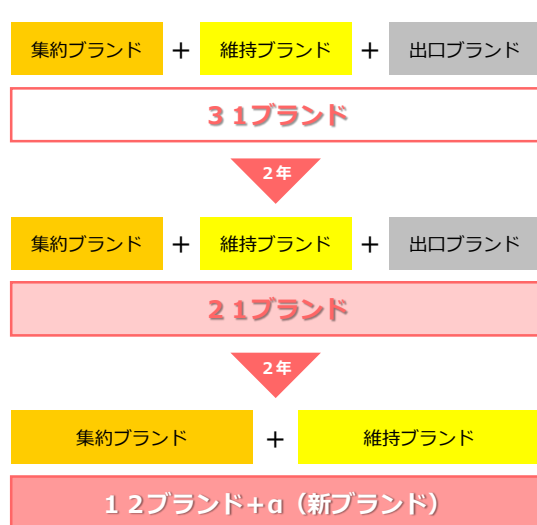 集約ブランド + 維持ブランド + 出口ブランド
３１ブランド
２年
集約ブランド + 維持ブランド + 出口ブランド
２１ブランド
２年
集約ブランド + 維持ブランド
１２ブランド+α（新ブランド）